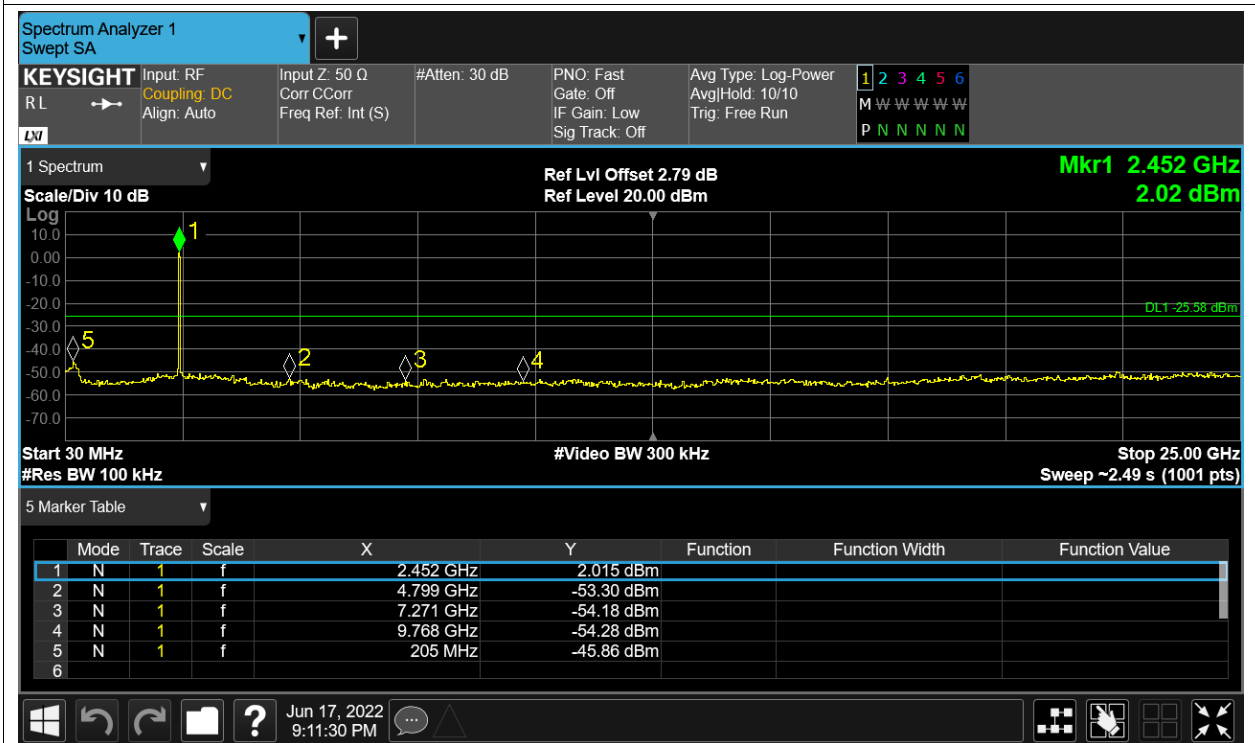 Spectrum Analyzer 1
Swept SA
KEYSIGHT Input: RF Input Z: 50 Ω #Atten: 30 dB PNO: Fast Avg Type: Log-Power 1 2 3 4 5 6
R L Coupling: DC Corr CCorr Gate: Off Avg|Hold: 10/10 M W W W W W
Align: Auto Freq Ref: Int (S) IF Gain: Low Trig: Free Run
LXI Sig Track: Off P N N N N N
1 Spectrum Ref Lvl Offset 2.79 dB Mkr1 2.452 GHz
Scale/Div 10 dB Ref Level 20.00 dBm 2.02 dBm
Log
10.0 1
0.00
-10.0
-20.0 DL1 -25.58 dBm
-30.0
-40.0 5 2 3 4
-50.0
-60.0
-70.0
Start 30 MHz #Video BW 300 kHz Stop 25.00 GHz
#Res BW 100 kHz Sweep ~2.49 s (1001 pts)
5 Marker Table
Mode Trace Scale X Y Function Function Width Function Value
1 N 1 f 2.452 GHz 2.015 dBm
2 N 1 f 4.799 GHz -53.30 dBm
3 N 1 f 7.271 GHz -54.18 dBm
4 N 1 f 9.768 GHz -54.28 dBm
5 N 1 f 205 MHz -45.86 dBm
6
? Jun 17, 2022
9:11:30 PM